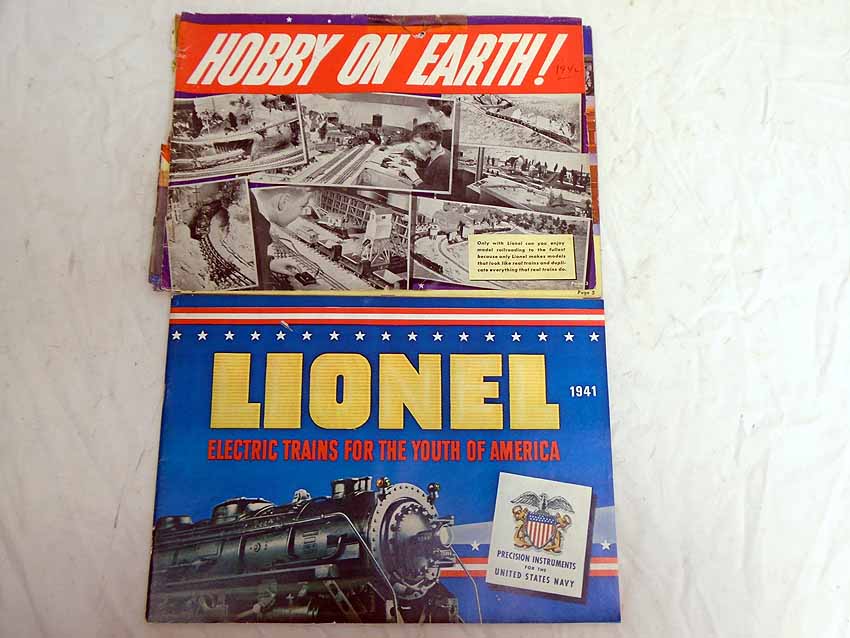 HOBBY ON EARTH!
Only with Lionel can you enjoy
model railroading to the fullest
because only Lionel makes models
that look like real trains and dupli-
cate everything that real trains do.
Page 3
LIONEL
1941
ELECTRIC TRAINS FOR THE YOUTH OF AMERICA
PRECISION INSTRUMENTS
FOR THE
UNITED STATES NAVY